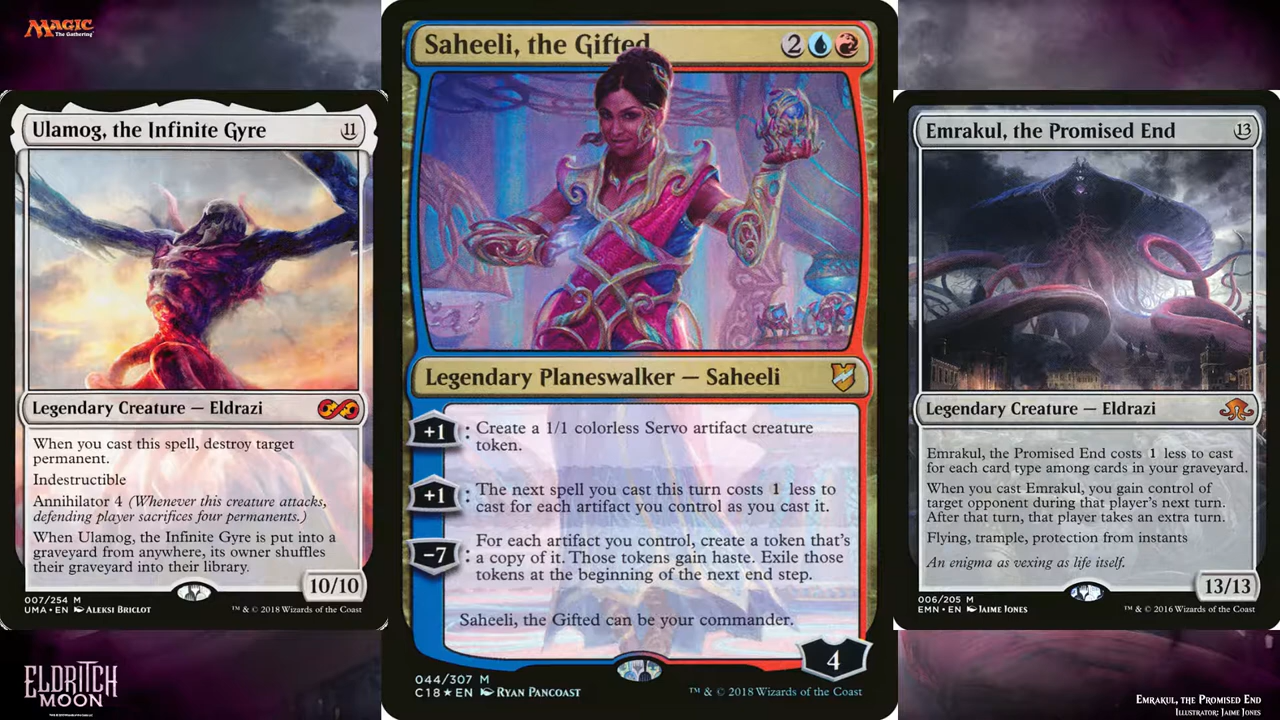 MAGIC
The Gathering
Ulamog, the Infinite Gyre 11
Legendary Creature — Eldrazi
When you cast this spell, destroy target
permanent.
Indestructible
Annihilator 4 (Whenever this creature attacks,
defending player sacrifices four permanents.)
When Ulamog, the Infinite Gyre is put into a
graveyard from anywhere, its owner shuffles
their graveyard into their library.
10/10
007/254 M
UMA • EN ALEKSI BRICLOT
™ & © 2018 Wizards of the Coast
Saheeli, the Gifted 2
Legendary Planeswalker — Saheeli
+1 : Create a 1/1 colorless Servo artifact creature
token.
+1 : The next spell you cast this turn costs 1 less to
cast for each artifact you control as you cast it.
−7 : For each artifact you control, create a token that's
a copy of it. Those tokens gain haste. Exile those
tokens at the beginning of the next end step.
Saheeli, the Gifted can be your commander.
4
044/307 M
C18 ★ EN RYAN PANCOAST
™ & © 2018 Wizards of the Coast
Emrakul, the Promised End 13
Legendary Creature — Eldrazi
Emrakul, the Promised End costs 1 less to cast
for each card type among cards in your graveyard.
When you cast Emrakul, you gain control of
target opponent during that player's next turn.
After that turn, that player takes an extra turn.
Flying, trample, protection from instants
An enigma as vexing as life itself.
13/13
006/205 M
EMN • EN JAIME JONES
™ & © 2016 Wizards of the Coast
ELDRITCH
MOON
EMRAKUL, THE PROMISED END
ILLUSTRATOR: JAIME JONES